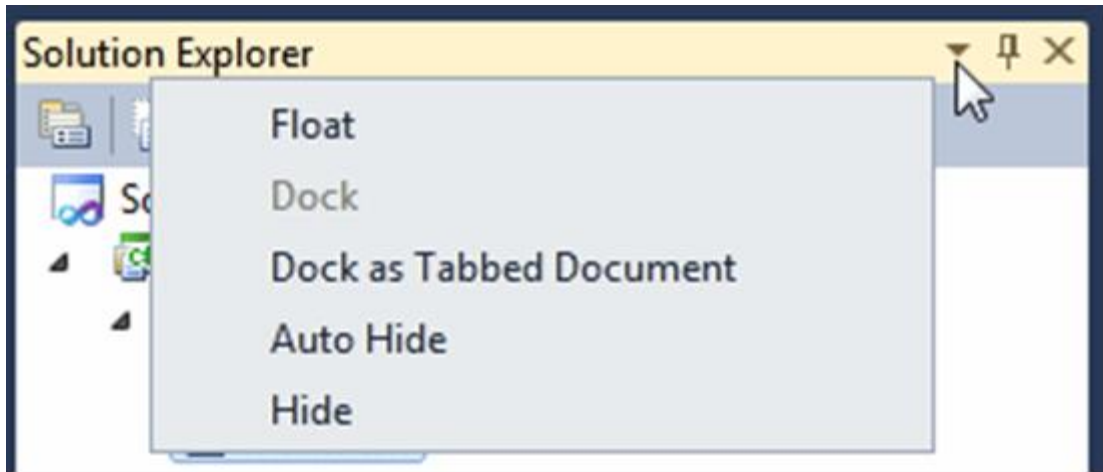 Solution Explorer
Float
Dock
Dock as Tabbed Document
Auto Hide
Hide